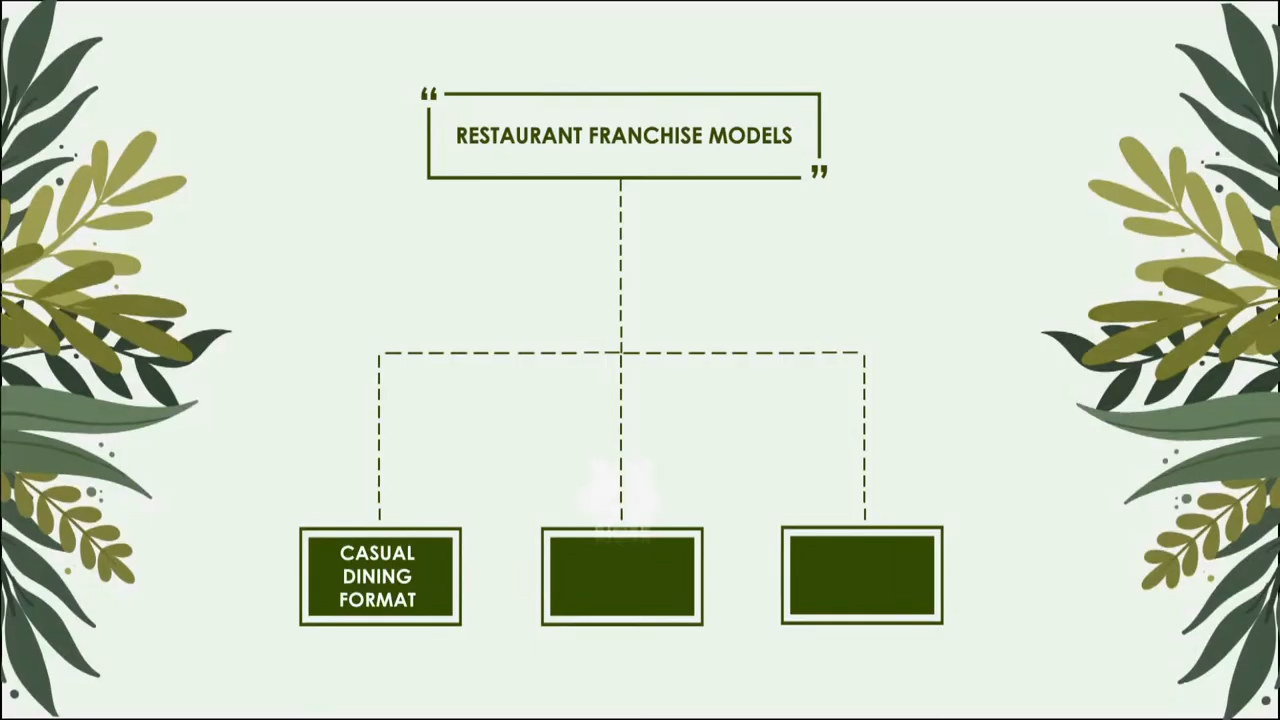 “
RESTAURANT FRANCHISE MODELS
”
CASUAL
DINING
FORMAT